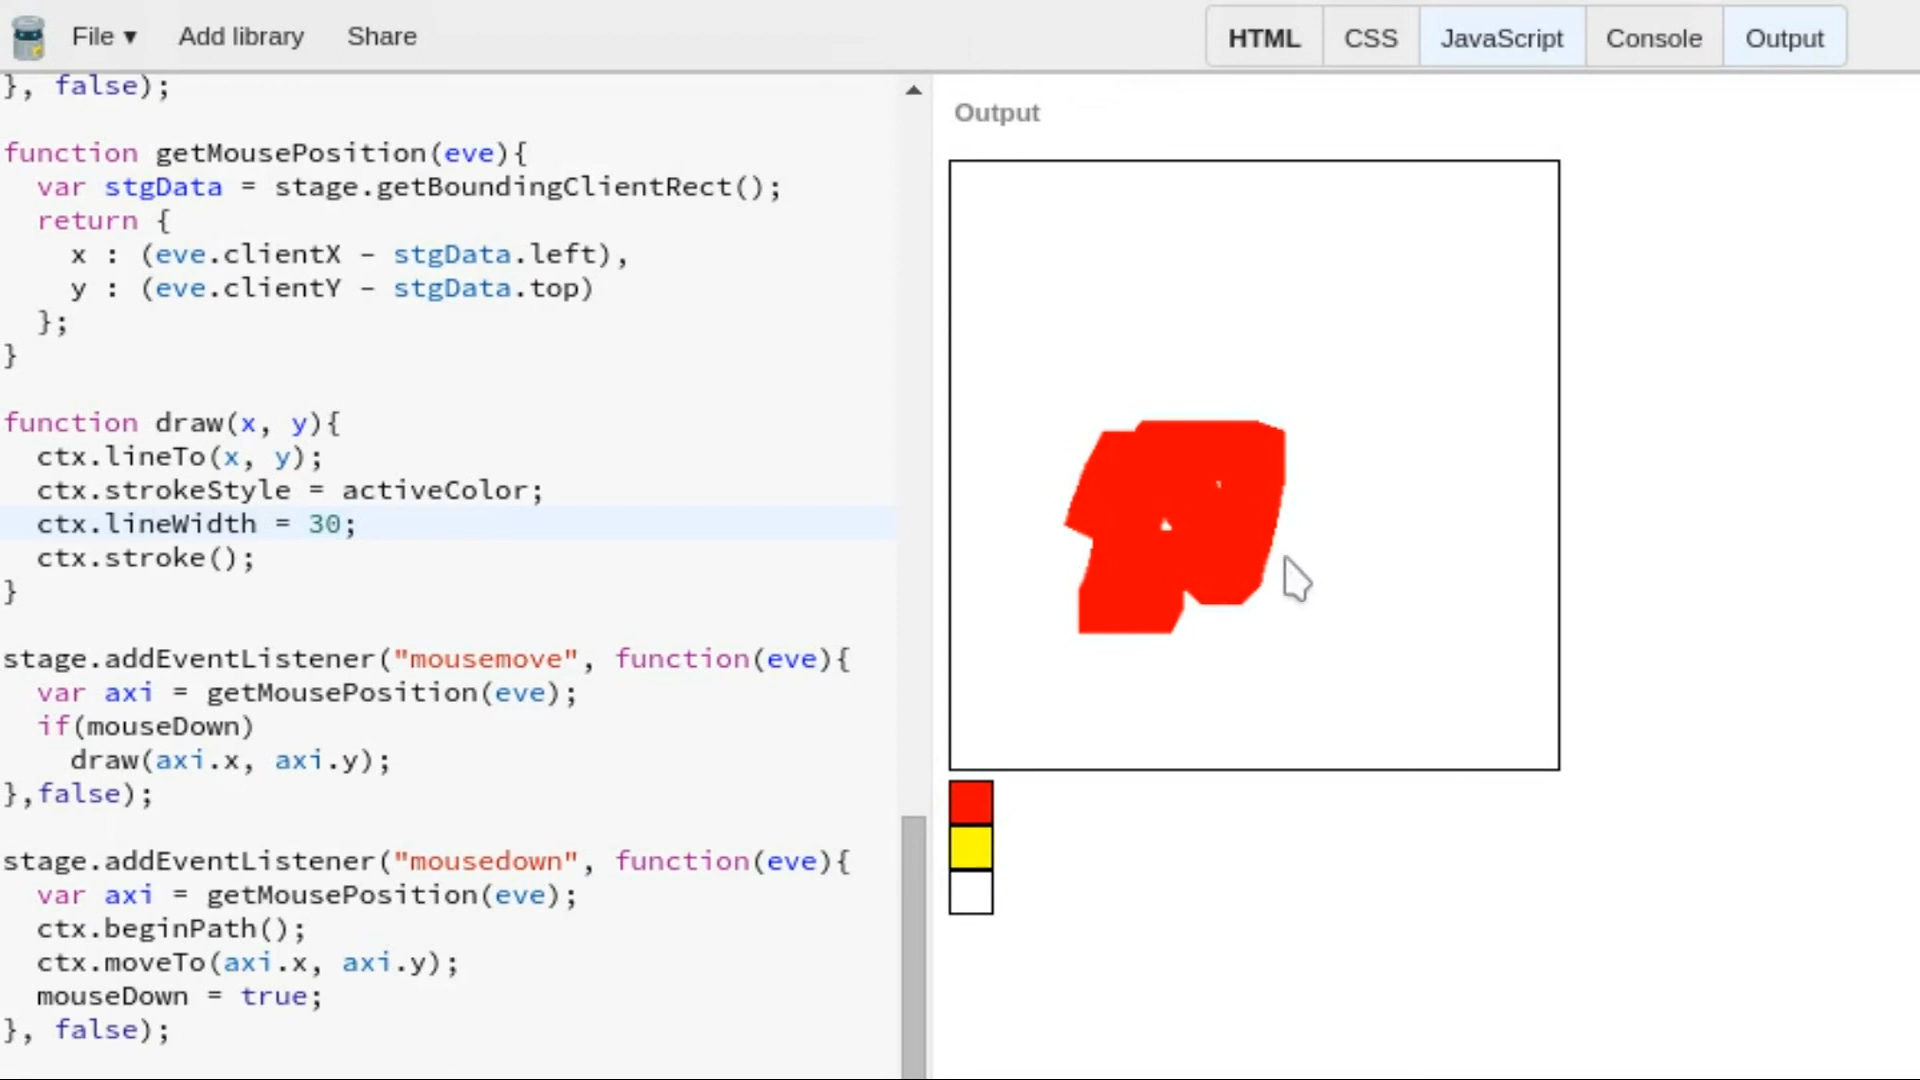 File ▾ Add library Share HTML CSS JavaScript Console Output
}, false);
function getMousePosition(eve){
  var stgData = stage.getBoundingClientRect();
  return {
    x : (eve.clientX - stgData.left),
    y : (eve.clientY - stgData.top)
  };
}
function draw(x, y){
  ctx.lineTo(x, y);
  ctx.strokeStyle = activeColor;
  ctx.lineWidth = 30;
  ctx.stroke();
}
stage.addEventListener("mousemove", function(eve){
  var axi = getMousePosition(eve);
  if(mouseDown)
    draw(axi.x, axi.y);
},false);
stage.addEventListener("mousedown", function(eve){
  var axi = getMousePosition(eve);
  ctx.beginPath();
  ctx.moveTo(axi.x, axi.y);
  mouseDown = true;
}, false);
Output